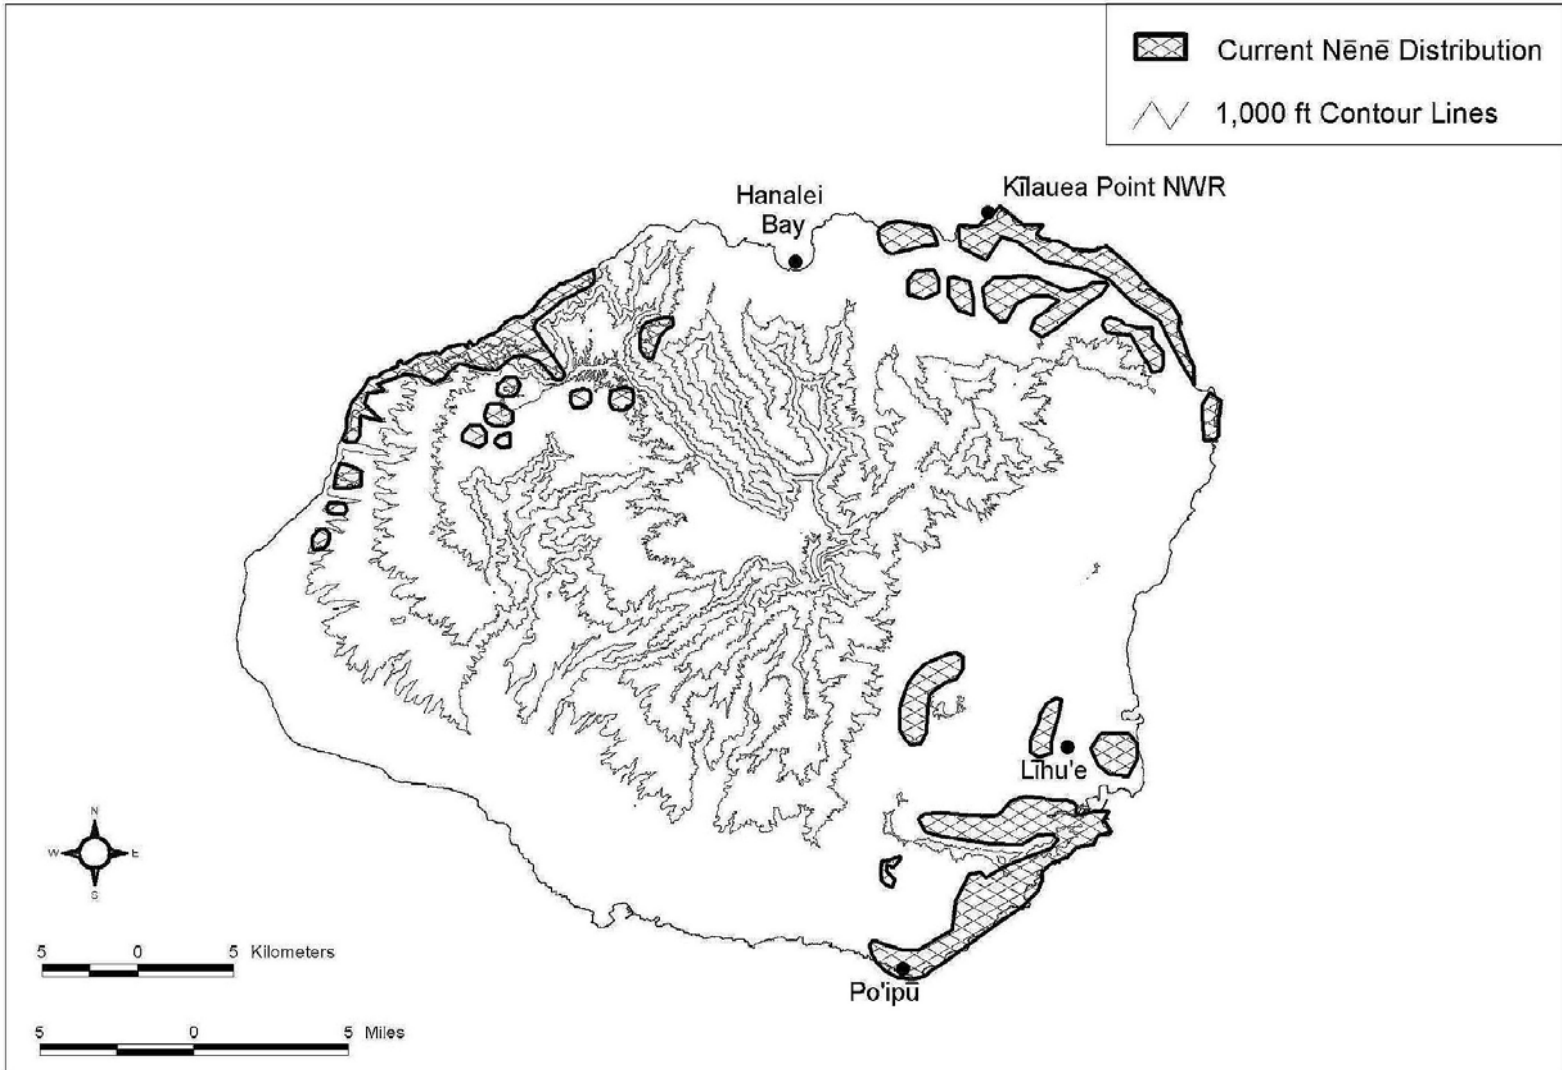 Current Nēnē Distribution
1,000 ft Contour Lines
Kīlauea Point NWR
Hanalei
Bay
Līhu'e
Po'ipū
N
W E
S
5 0 5 Kilometers
5 0 5 Miles